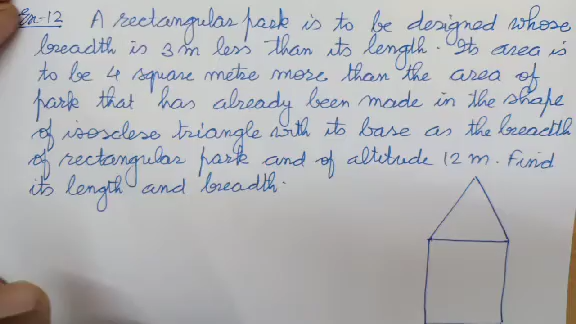 Ex-12 A rectangular park is to be designed whose
breadth is 3 m less than its length. Its area is
to be 4 square metre more than the area of
park that has already been made in the shape
of isosclese triangle with its base as the breadth
of rectangular park and of altitude 12 m. Find
its length and breadth.